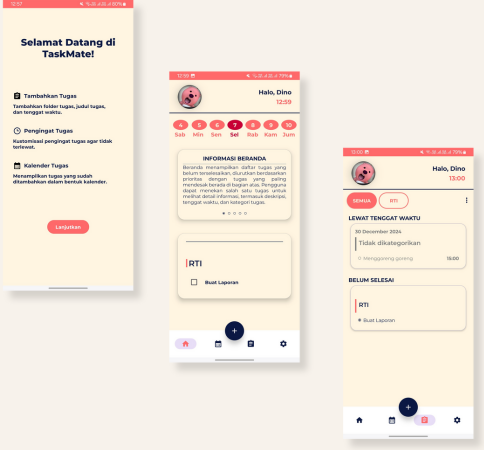 12:57
100%
Selamat Datang di
TaskMate!
Tambahkan Tugas
Tambahkan folder tugas, judul tugas,
dan tenggat waktu.
Pengingat Tugas
Kustomisasi pengingat tugas agar tidak
terlewat.
Kalender Tugas
Menampilkan tugas yang sudah
ditambahkan dalam bentuk kalender.
Lanjutkan
12:59
79%
Halo, Dino
12:59
4 5 6 7 8 9 10
Sab Min Sen Sel Rab Kam Jum
INFORMASI BERANDA
Beranda menampilkan daftar tugas yang
belum terselesaikan, diurutkan berdasarkan
prioritas dengan tugas yang paling
mendesak berada di bagian atas. Pengguna
dapat menekan salah satu tugas untuk
melihat detail informasi, termasuk deskripsi,
tenggat waktu, dan kategori tugas.
RTI
Buat Laporan
+
13:00
79%
Halo, Dino
13:00
SEMUA RTI
LEWAT TENGGAT WAKTU
30 December 2024
Tidak dikategorikan
Menggoreng goreng 15:00
BELUM SELESAI
RTI
Buat Laporan
+